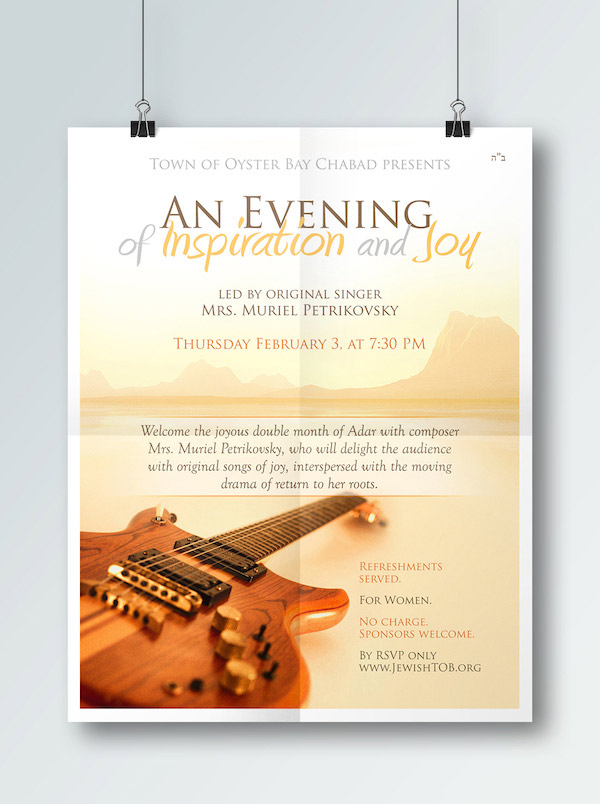 Town of Oyster Bay Chabad presents
ב"ה
An Evening
of Inspiration and Joy
led by original singer
Mrs. Muriel Petrikovsky
Thursday February 3, at 7:30 PM
Welcome the joyous double month of Adar with composer
Mrs. Muriel Petrikovsky, who will delight the audience
with original songs of joy, interspersed with the moving
drama of return to her roots.
Refreshments
served.
For Women.
No charge.
Sponsors welcome.
By RSVP only
www.JewishTOB.org